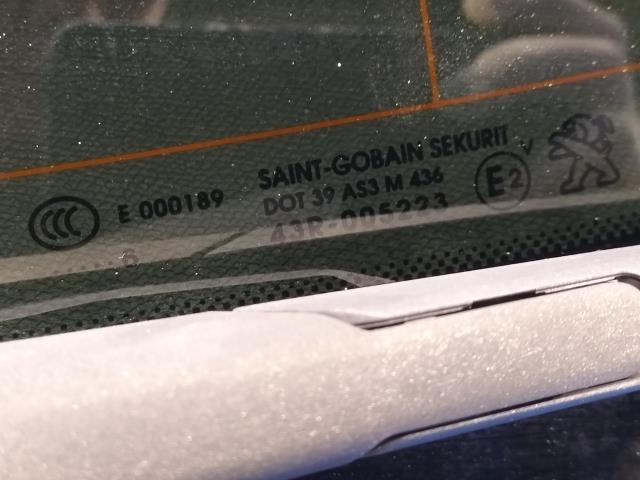 SAINT-GOBAIN SEKURIT
CCC E 000189 DOT 39 AS3 M 436 E2 V
43R-005223